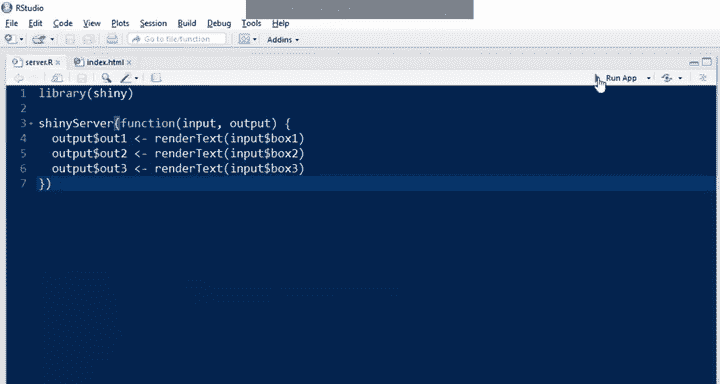 RStudio
File Edit Code View Plots Session Build Debug Tools Help
Go to file/function Addins
server.R index.html
Run App
1 library(shiny)
2
3 shinyServer(function(input, output) {
4 output$out1 <- renderText(input$box1)
5 output$out2 <- renderText(input$box2)
6 output$out3 <- renderText(input$box3)
7 })